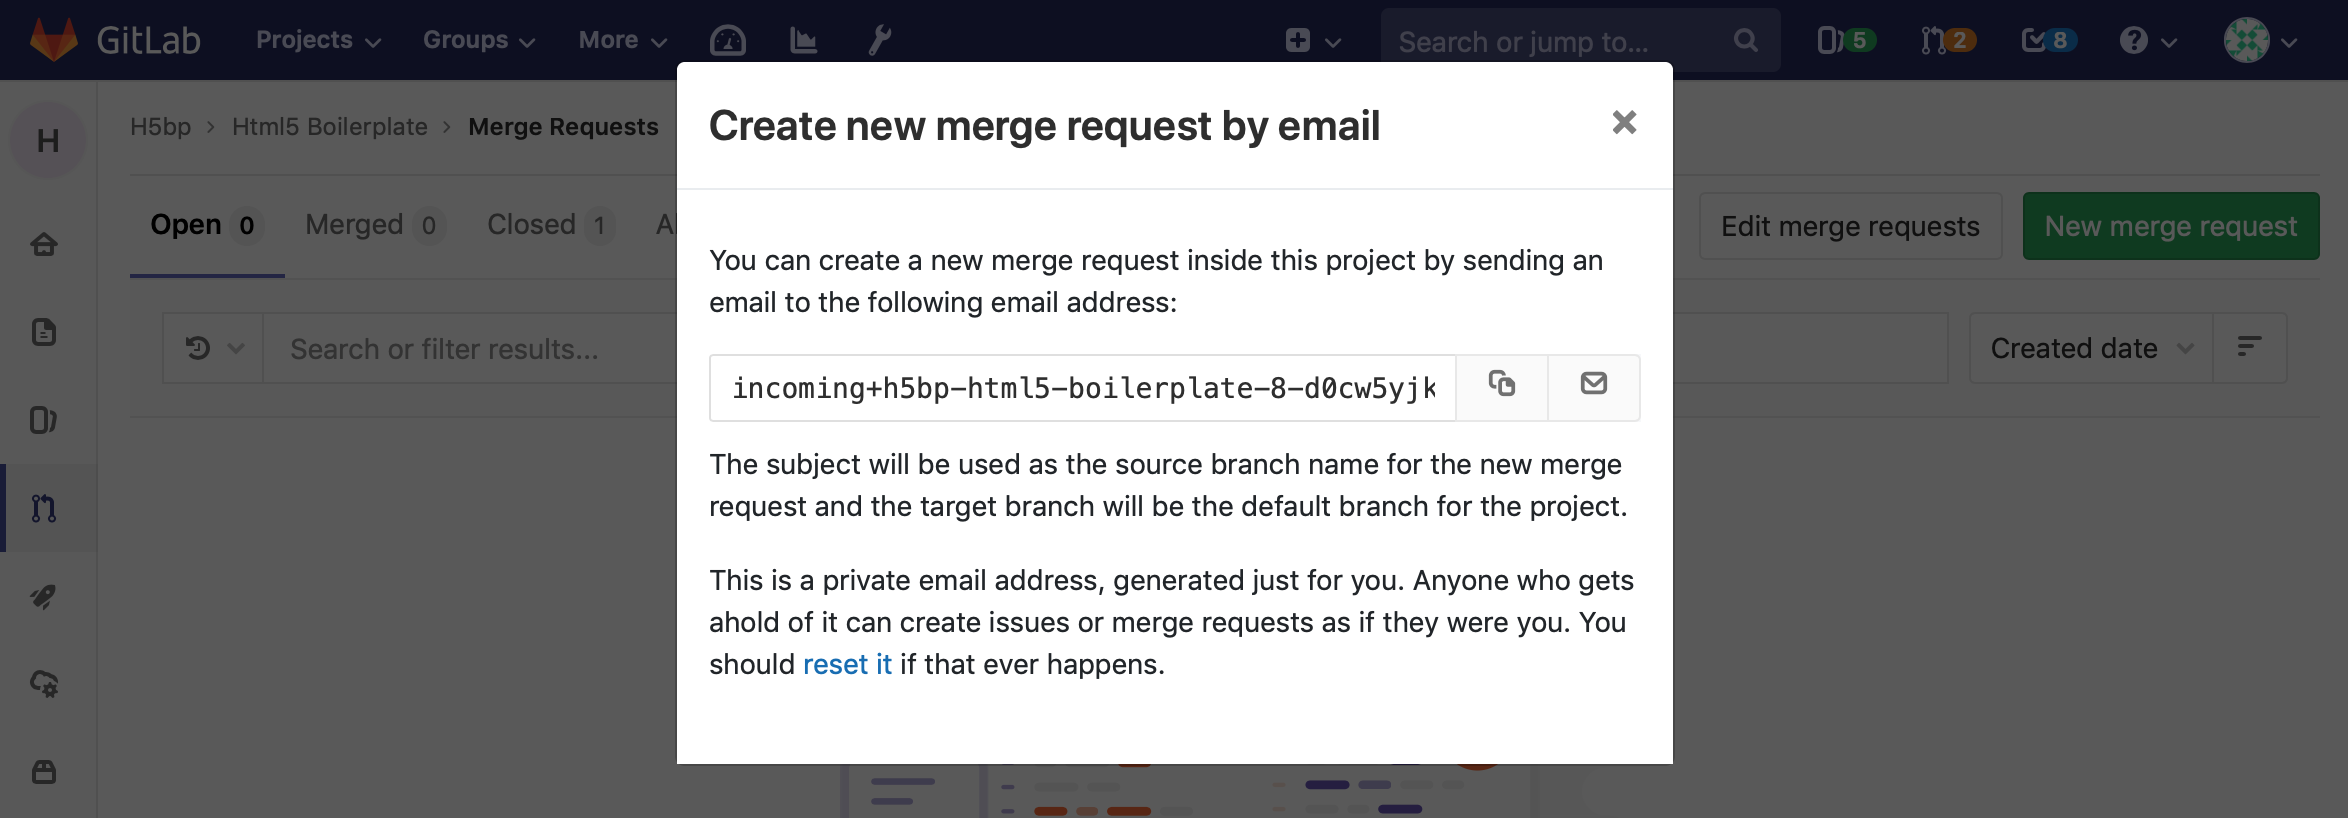 GitLab Projects Groups More Search or jump to... 5 2 8
H
H5bp > Html5 Boilerplate > Merge Requests
Open 0 Merged 0 Closed 1
Edit merge requests New merge request
Search or filter results... Created date
Create new merge request by email
You can create a new merge request inside this project by sending an
email to the following email address:
incoming+h5bp-html5-boilerplate-8-d0cw5yjk
The subject will be used as the source branch name for the new merge
request and the target branch will be the default branch for the project.
This is a private email address, generated just for you. Anyone who gets
ahold of it can create issues or merge requests as if they were you. You
should reset it if that ever happens.